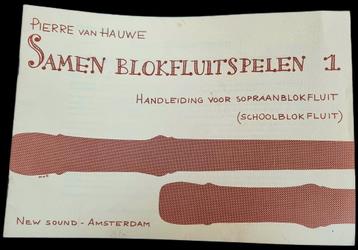 PIERRE VAN HAUWE
SAMEN BLOKFLUITSPELEN 1
HANDLEIDING VOOR SOPRAANBLOKFLUIT
(SCHOOLBLOKFLUIT)
NEW SOUND - AMSTERDAM